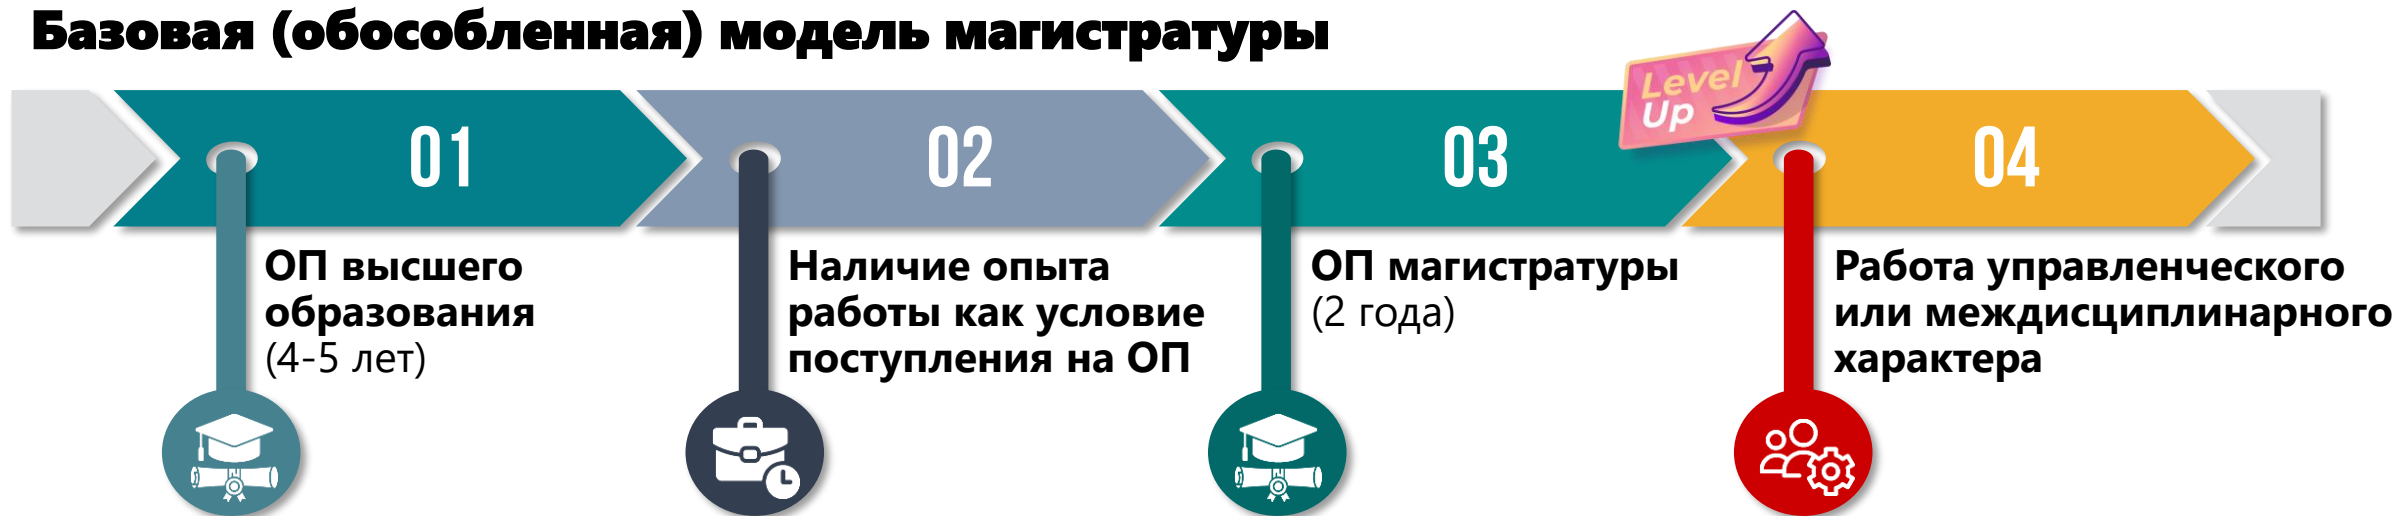 Базовая (обособленная) модель магистратуры
Level
Up
01
02
03
04
ОП высшего
образования
(4-5 лет)
Наличие опыта
работы как условие
поступления на ОП
ОП магистратуры
(2 года)
Работа управленческого
или междисциплинарного
характера